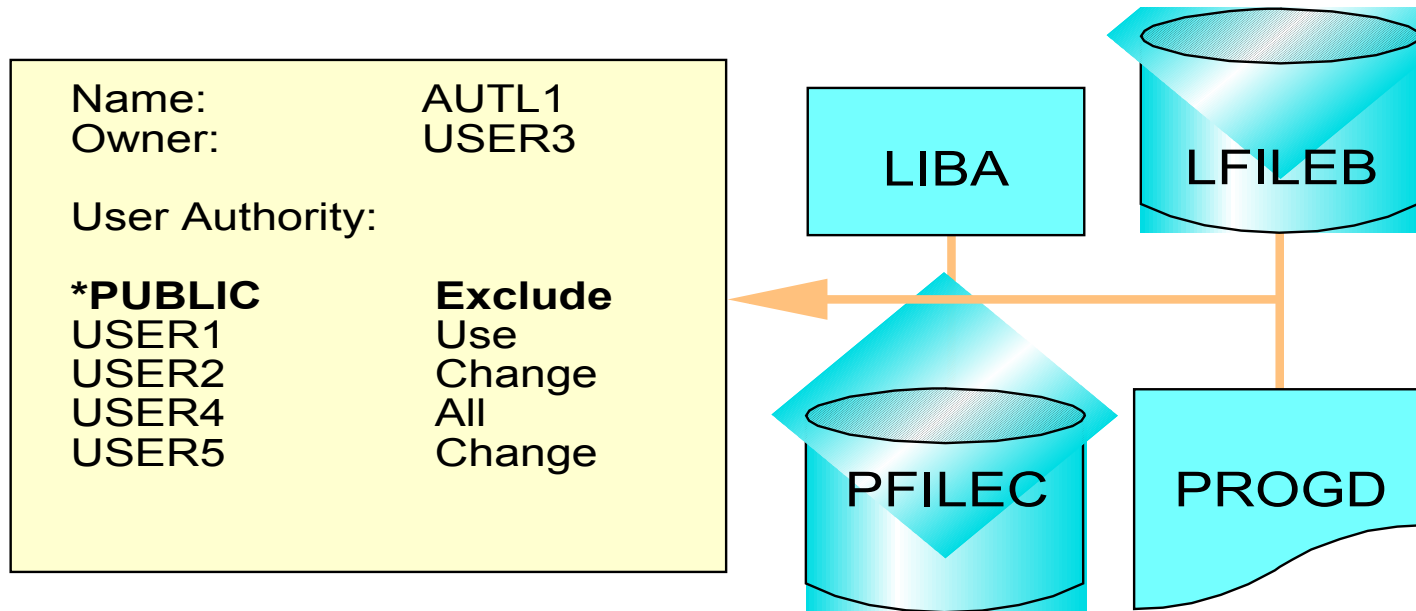 Name: AUTL1
Owner: USER3
User Authority:
*PUBLIC Exclude
USER1 Use
USER2 Change
USER4 All
USER5 Change
LIBA
LFILEB
PFILEC
PROGD